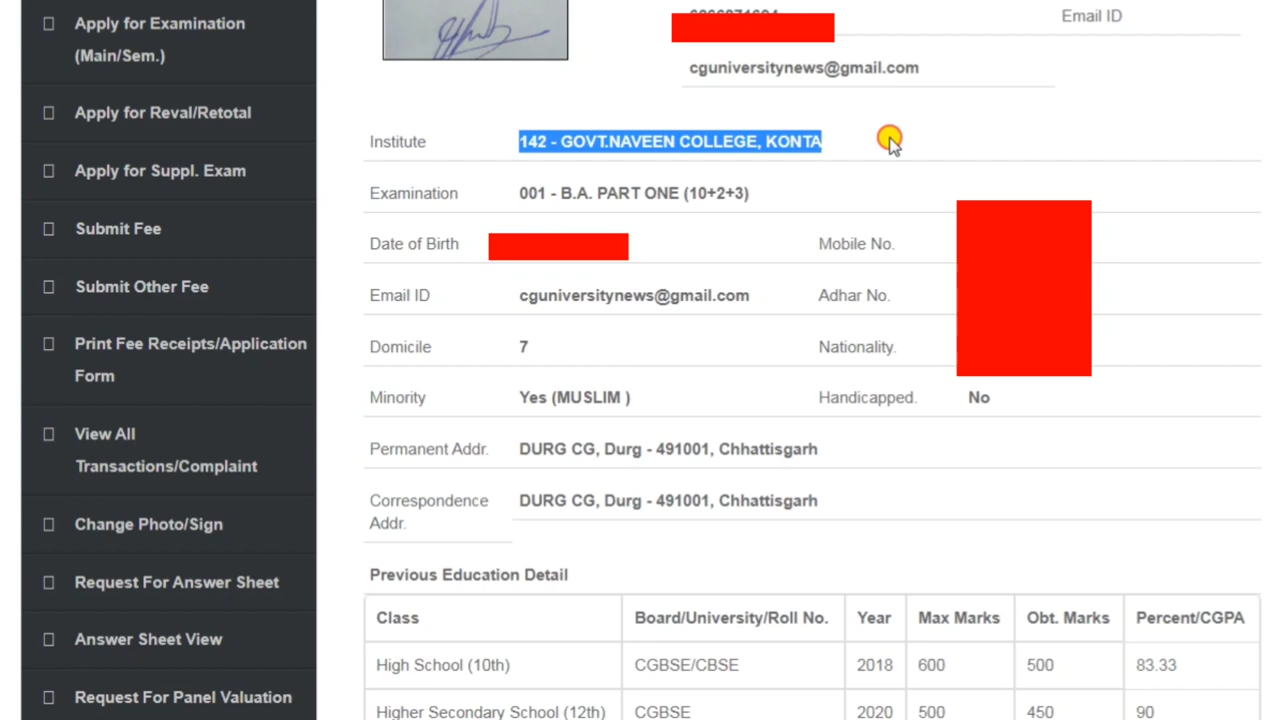 Apply for Examination
(Main/Sem.)
Apply for Reval/Retotal
Apply for Suppl. Exam
Submit Fee
Submit Other Fee
Print Fee Receipts/Application
Form
View All
Transactions/Complaint
Change Photo/Sign
Request For Answer Sheet
Answer Sheet View
Request For Panel Valuation
Email ID
cguniversitynews@gmail.com
Institute 142 - GOVT.NAVEEN COLLEGE, KONTA
Examination 001 - B.A. PART ONE (10+2+3)
Date of Birth Mobile No.
Email ID cguniversitynews@gmail.com Adhar No.
Domicile 7 Nationality.
Minority Yes (MUSLIM ) Handicapped. No
Permanent Addr. DURG CG, Durg - 491001, Chhattisgarh
Correspondence DURG CG, Durg - 491001, Chhattisgarh
Addr.
Previous Education Detail
Class Board/University/Roll No. Year Max Marks Obt. Marks Percent/CGPA
High School (10th) CGBSE/CBSE 2018 600 500 83.33
Higher Secondary School (12th) CGBSE 2020 500 450 90